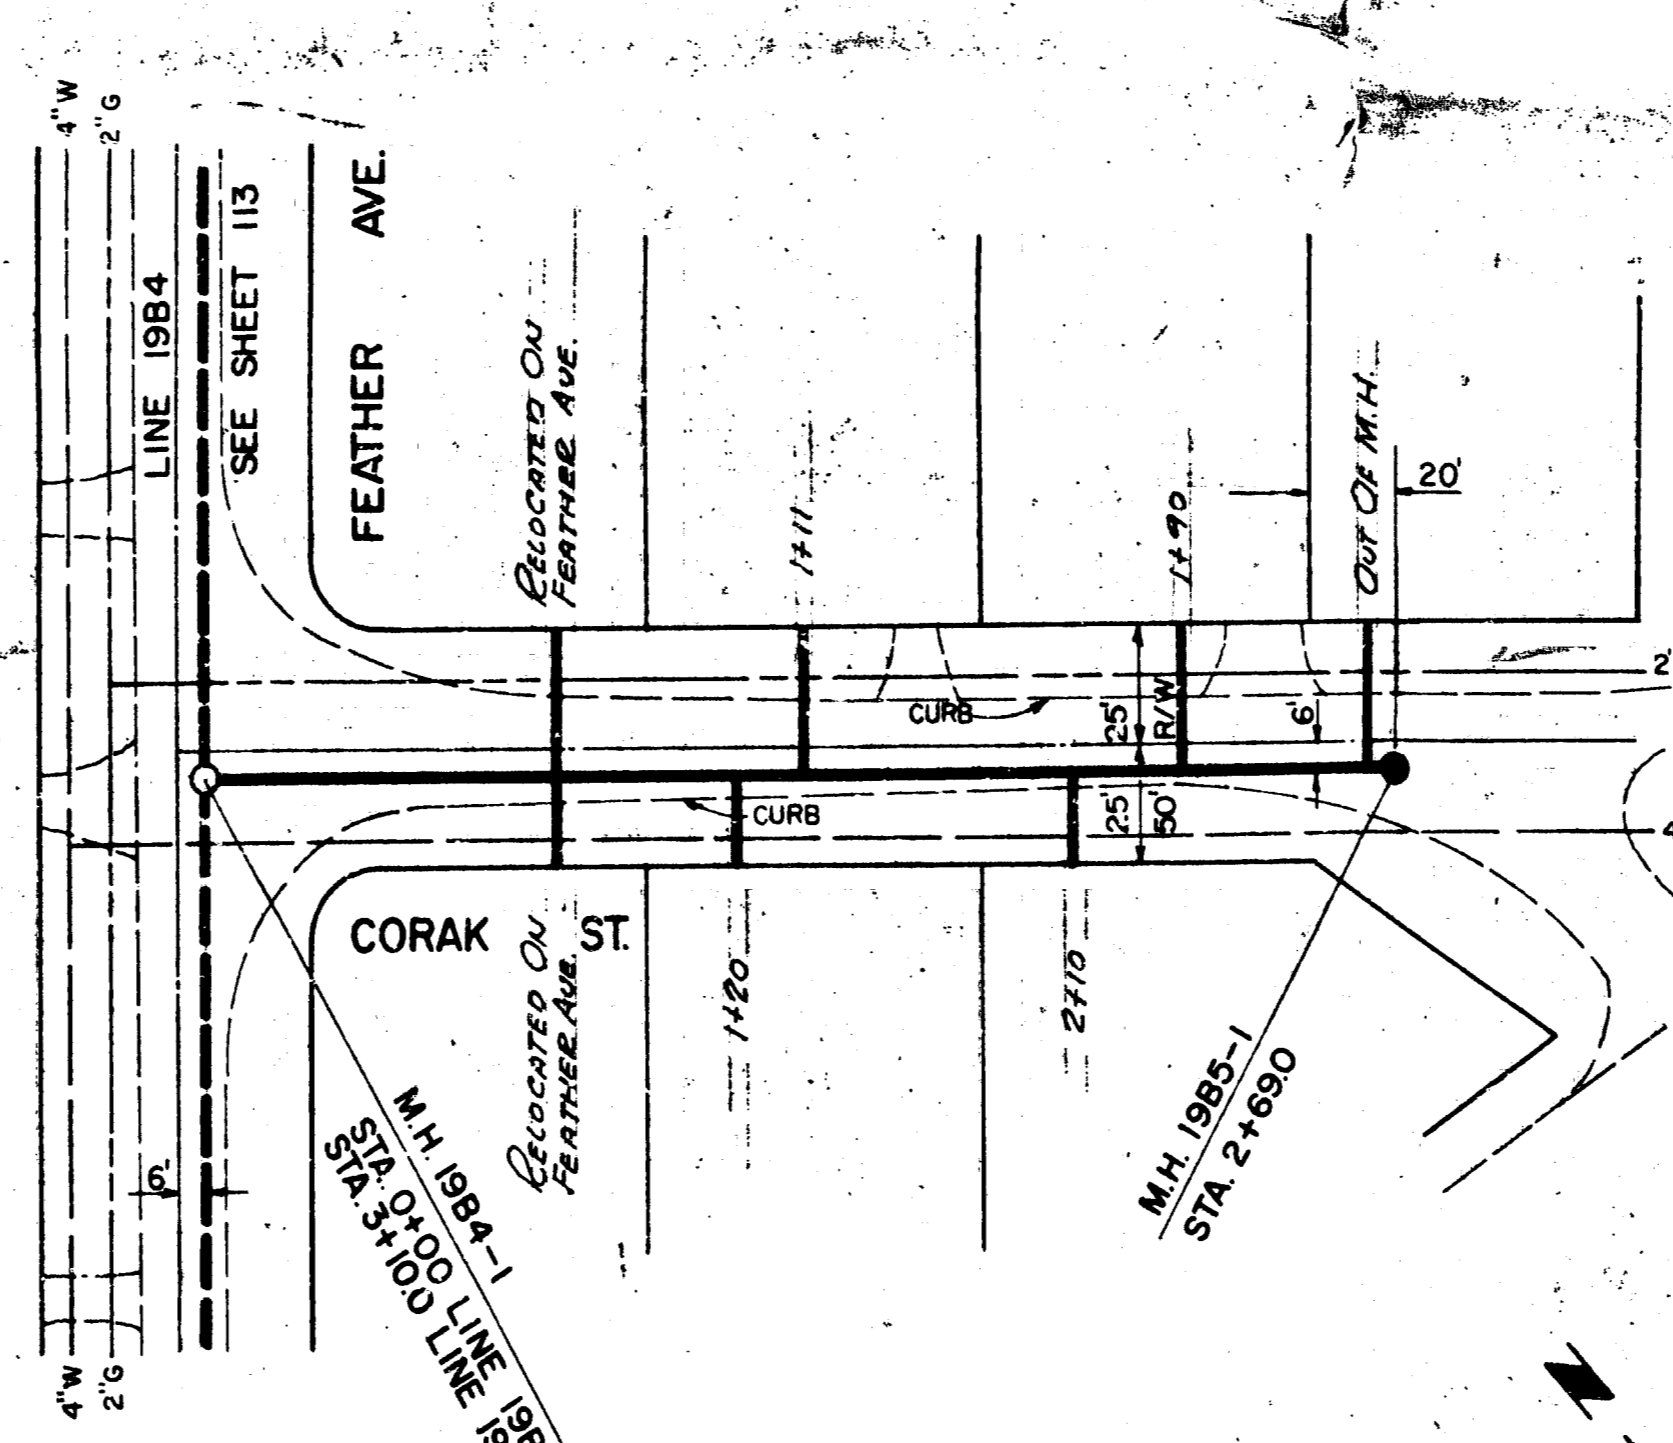 4"W
2"G
LINE 19B4
SEE SHEET 113
FEATHER AVE.
RELOCATED ON
FEATHER AVE.
1+11
1+90
OUT OF M.H.
20'
CURB
25'
R/W
6'
2"
CURB
25'
50'
CORAK ST.
RELOCATED ON
FEATHER AVE.
1+20
2+10
M.H. 19B5-1
STA. 2+69.0
M.H. 19B4-1
STA. 0+00 LINE 19B
STA. 3+10.0 LINE 19
6'
4"W
2"G
N